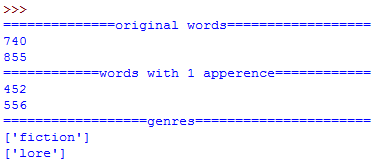 >>>
==============original words==================
740
855
============words with 1 apperence============
452
556
==================genres======================
['fiction']
['lore']